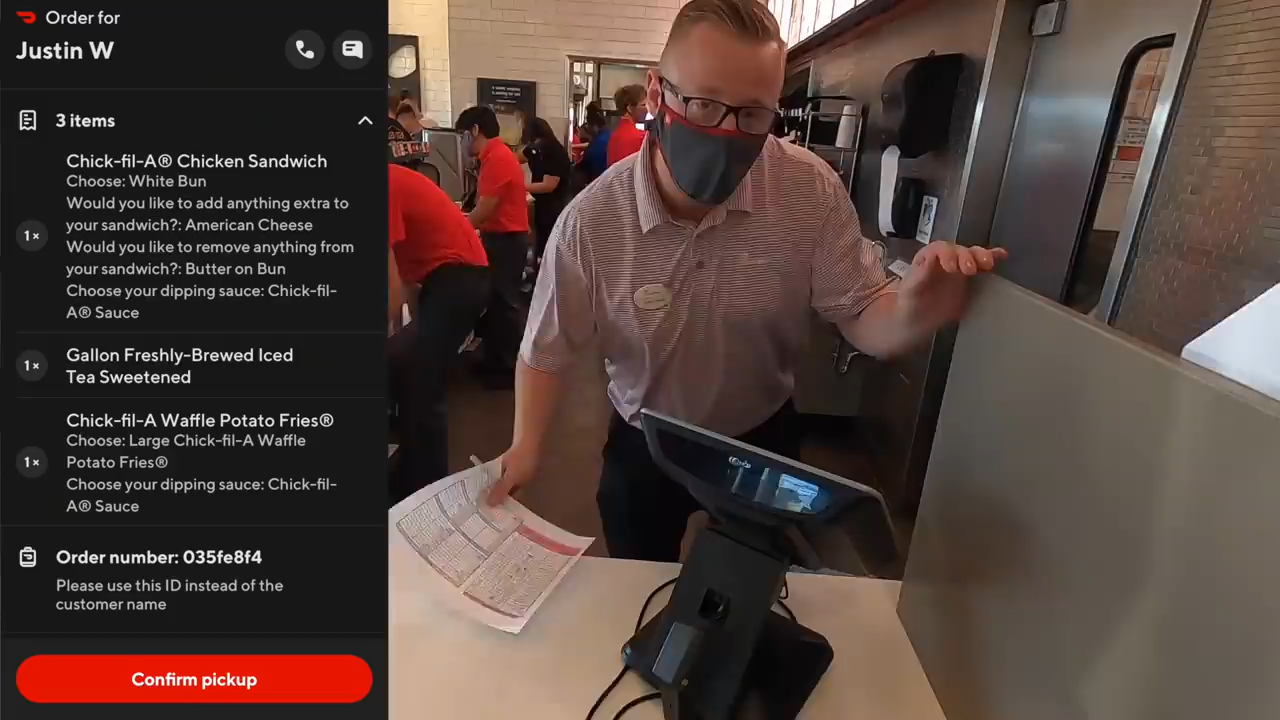 Order for
Justin W
3 items
Chick-fil-A® Chicken Sandwich
Choose: White Bun
Would you like to add anything extra to
your sandwich?: American Cheese
1×
Would you like to remove anything from
your sandwich?: Butter on Bun
Choose your dipping sauce: Chick-fil-
A® Sauce
1×
Gallon Freshly-Brewed Iced
Tea Sweetened
Chick-fil-A Waffle Potato Fries®
Choose: Large Chick-fil-A Waffle
1×
Potato Fries®
Choose your dipping sauce: Chick-fil-
A® Sauce
Order number: 035fe8f4
Please use this ID instead of the
customer name
Confirm pickup